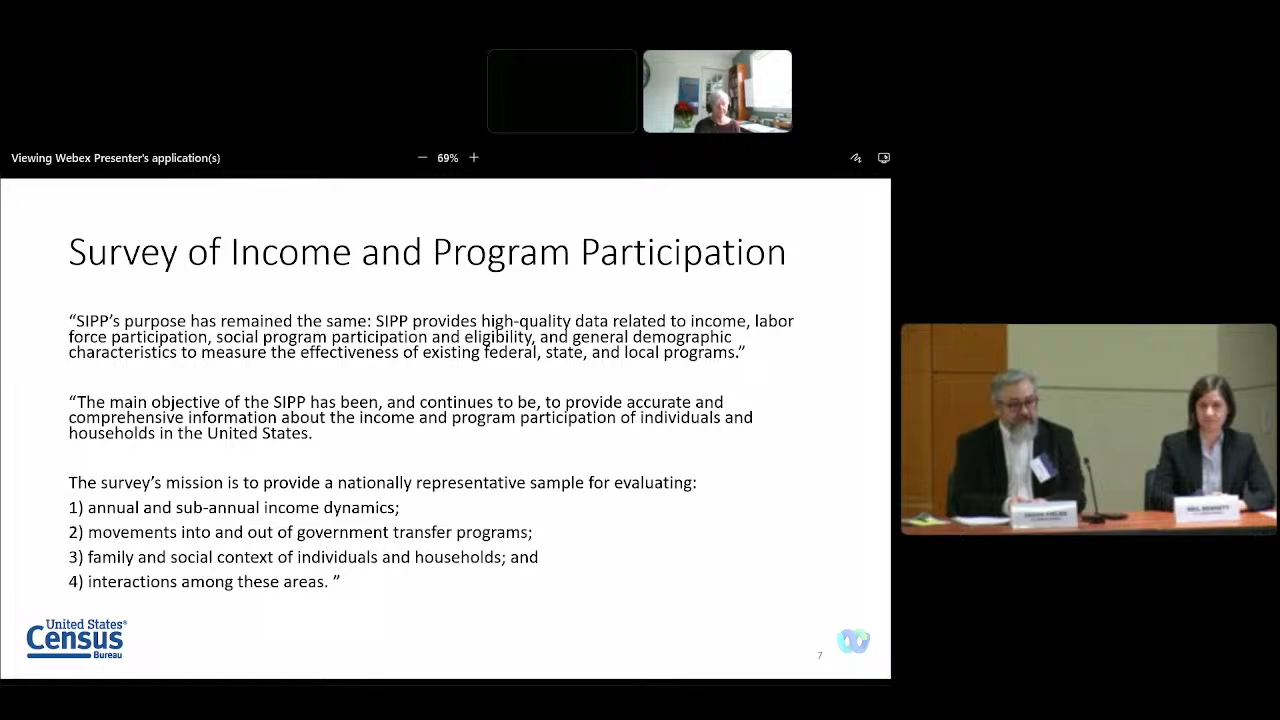 Viewing Webex Presenter's application(s)
69%
Survey of Income and Program Participation
“SIPP’s purpose has remained the same: SIPP provides high-quality data related to income, labor
force participation, social program participation and eligibility, and general demographic
characteristics to measure the effectiveness of existing federal, state, and local programs.”
“The main objective of the SIPP has been, and continues to be, to provide accurate and
comprehensive information about the income and program participation of individuals and
households in the United States.
The survey’s mission is to provide a nationally representative sample for evaluating:
1) annual and sub-annual income dynamics;
2) movements into and out of government transfer programs;
3) family and social context of individuals and households; and
4) interactions among these areas. ”
United States®
Census
Bureau
7
JASON FIELDS
NEIL BENNETT